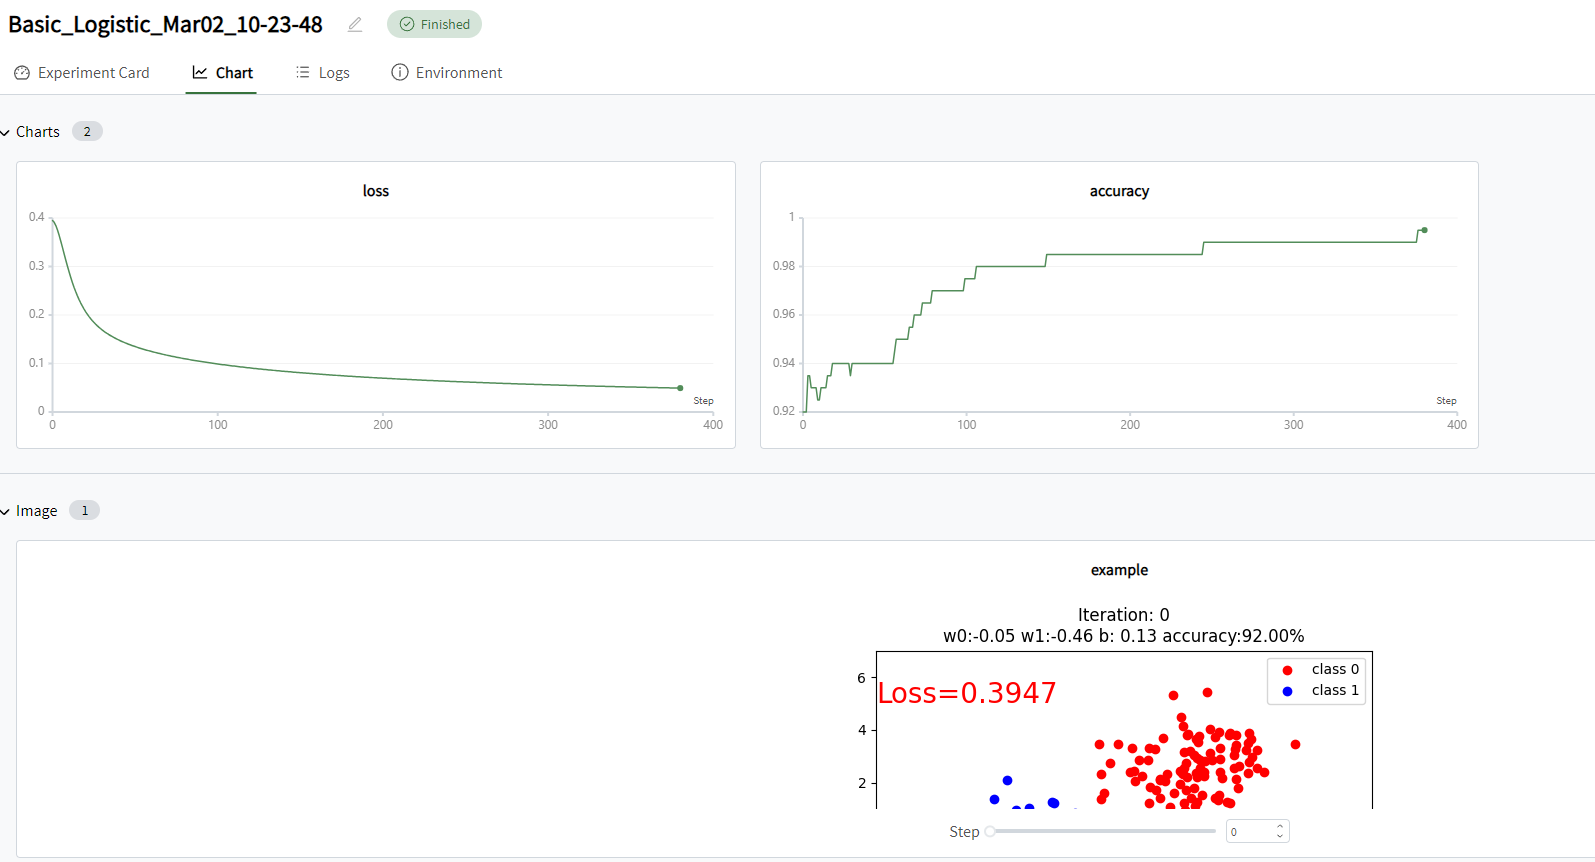 Basic_Logistic_Mar02_10-23-48 Finished
Experiment Card Chart Logs Environment
Charts 2
loss
0.4
0.3
0.2
0.1
0
Step
0 100 200 300 400
accuracy
1
0.98
0.96
0.94
0.92
Step
0 100 200 300 400
Image 1
example
Iteration: 0
w0:-0.05 w1:-0.46 b: 0.13 accuracy:92.00%
class 0
class 1
Loss=0.3947
6
4
2
Step 0